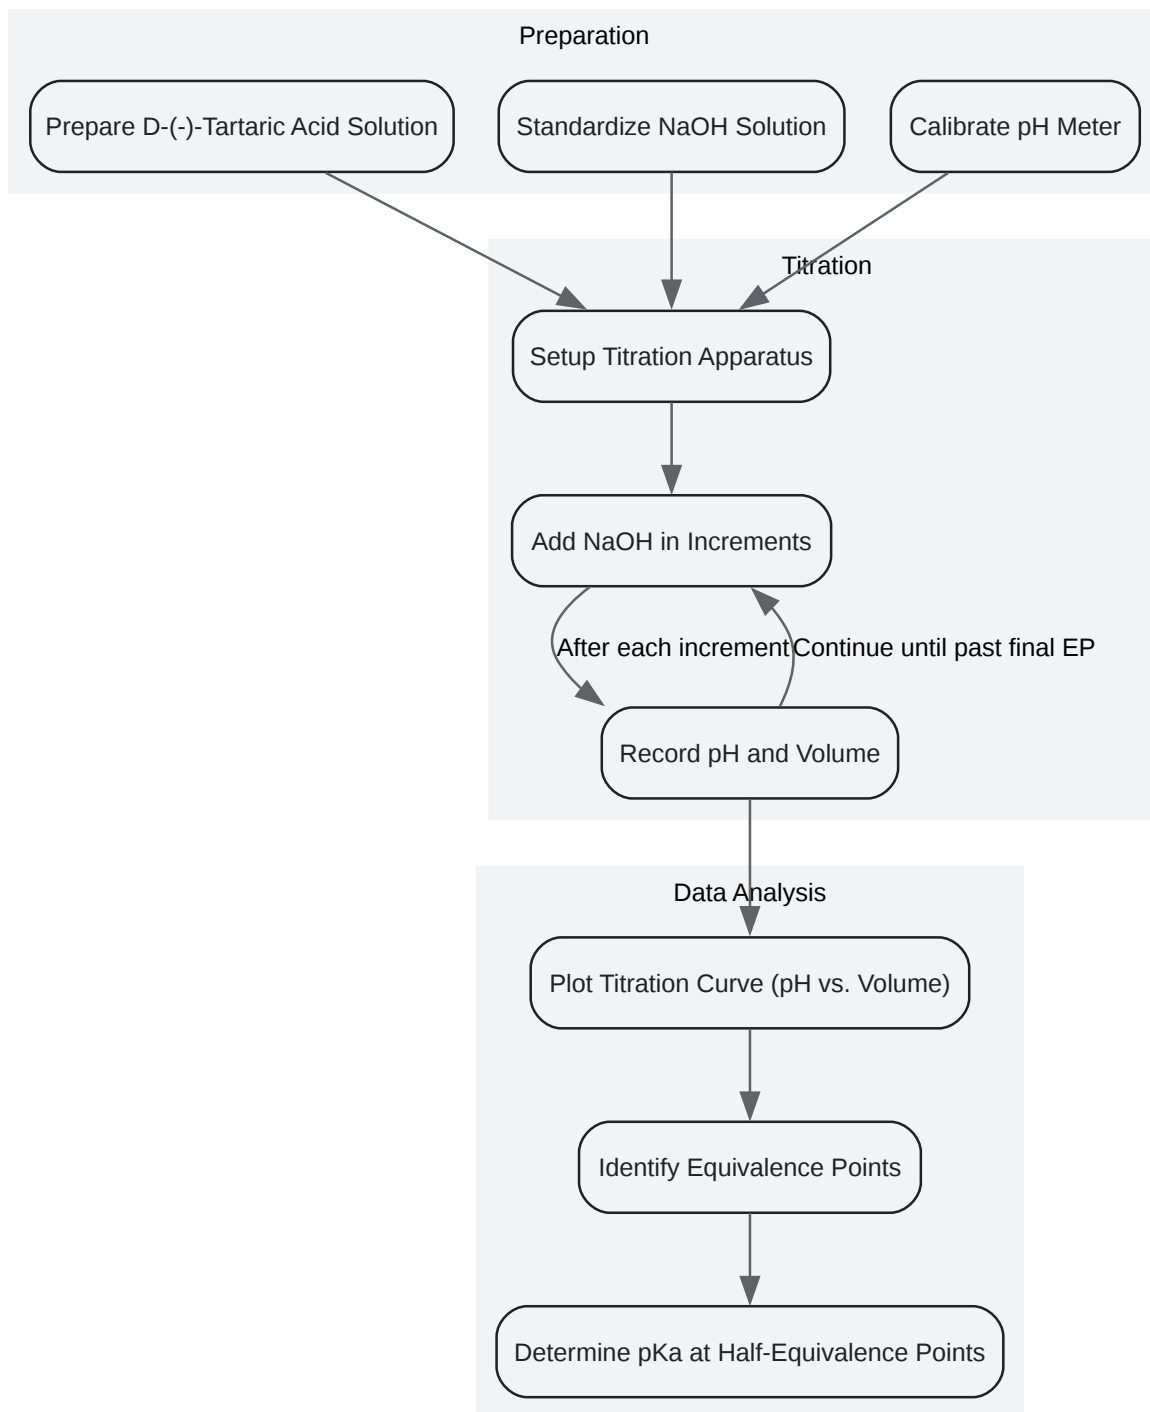 Preparation
Prepare D-(-)-Tartaric Acid Solution
Standardize NaOH Solution
Calibrate pH Meter
Titration
Setup Titration Apparatus
Add NaOH in Increments
After each increment
Continue until past final EP
Record pH and Volume
Data Analysis
Plot Titration Curve (pH vs. Volume)
Identify Equivalence Points
Determine pKa at Half-Equivalence Points